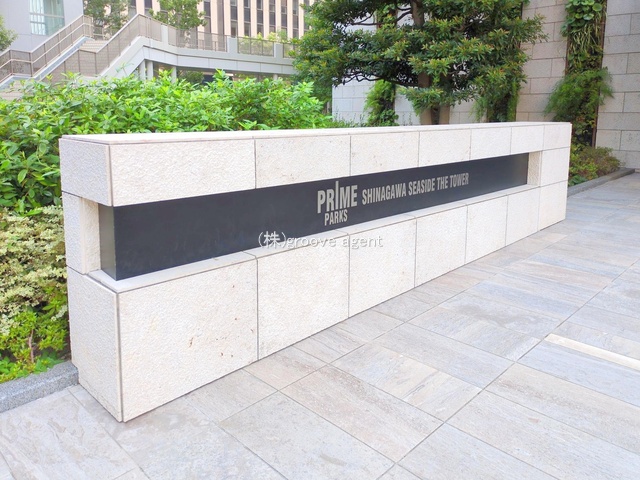 PRIME
PARKS
SHINAGAWA SEASIDE THE TOWER
(株)groove agent